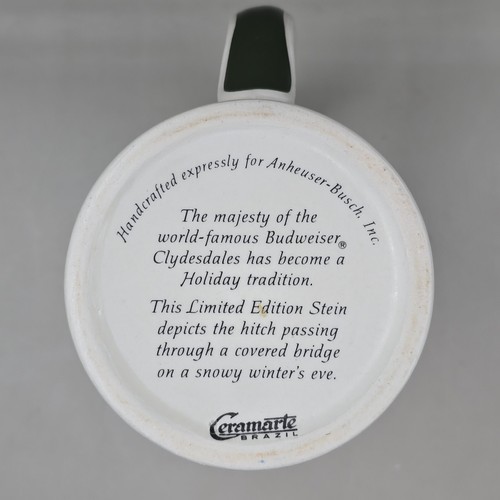 Handcrafted expressly for Anheuser-Busch, Inc.
The majesty of the
world-famous Budweiser®
Clydesdales has become a
Holiday tradition.
This Limited Edition Stein
depicts the hitch passing
through a covered bridge
on a snowy winter's eve.
Ceramarte
BRAZIL